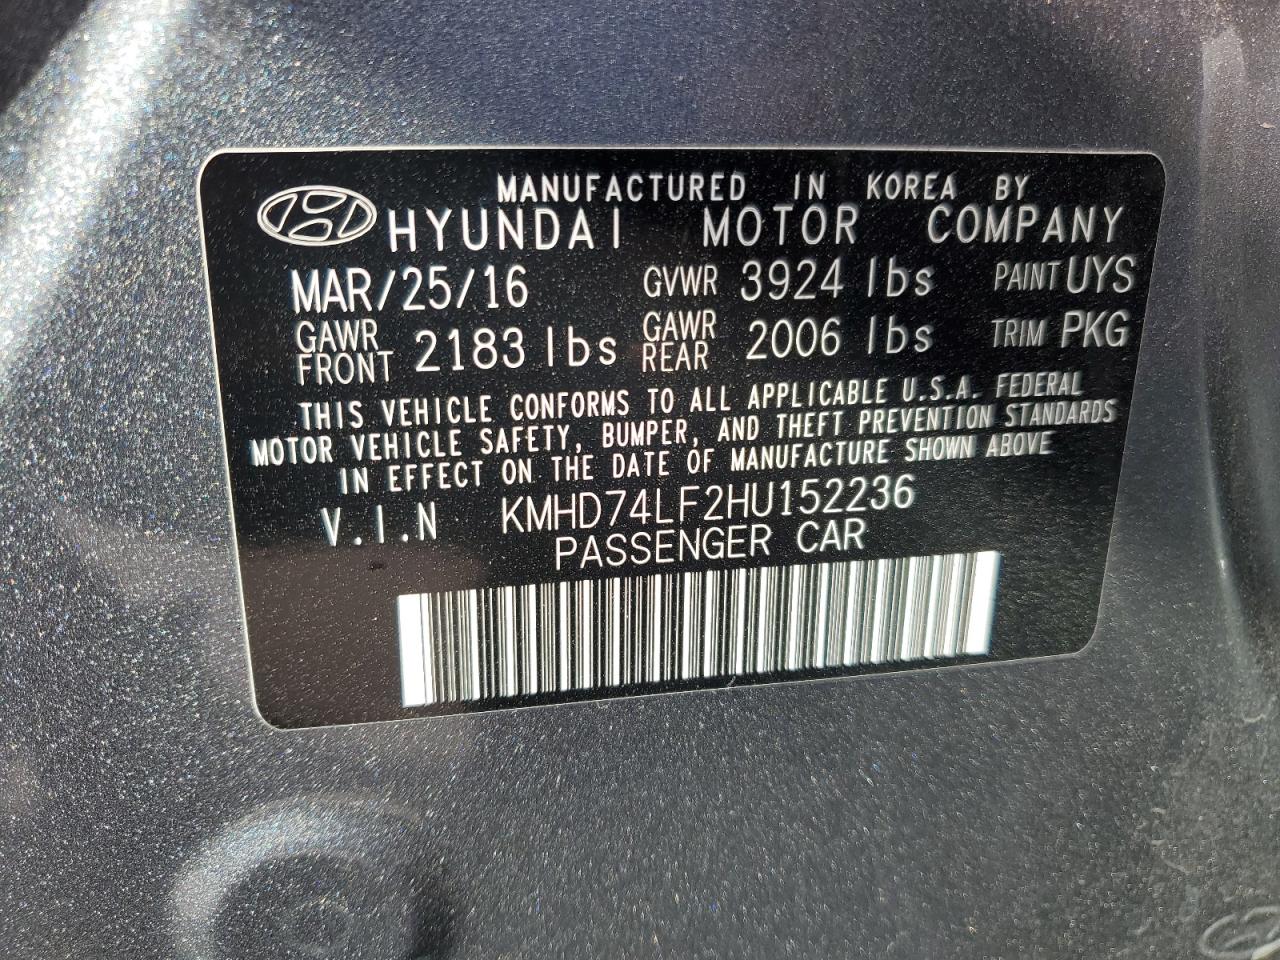 MANUFACTURED IN KOREA BY
HYUNDAI MOTOR COMPANY
MAR/25/16 GVWR 3924 lbs PAINT UYS
GAWR FRONT 2183 lbs GAWR REAR 2006 lbs TRIM PKG
THIS VEHICLE CONFORMS TO ALL APPLICABLE U.S.A. FEDERAL
MOTOR VEHICLE SAFETY, BUMPER, AND THEFT PREVENTION STANDARDS
IN EFFECT ON THE DATE OF MANUFACTURE SHOWN ABOVE
V.I.N KMHD74LF2HU152236
PASSENGER CAR